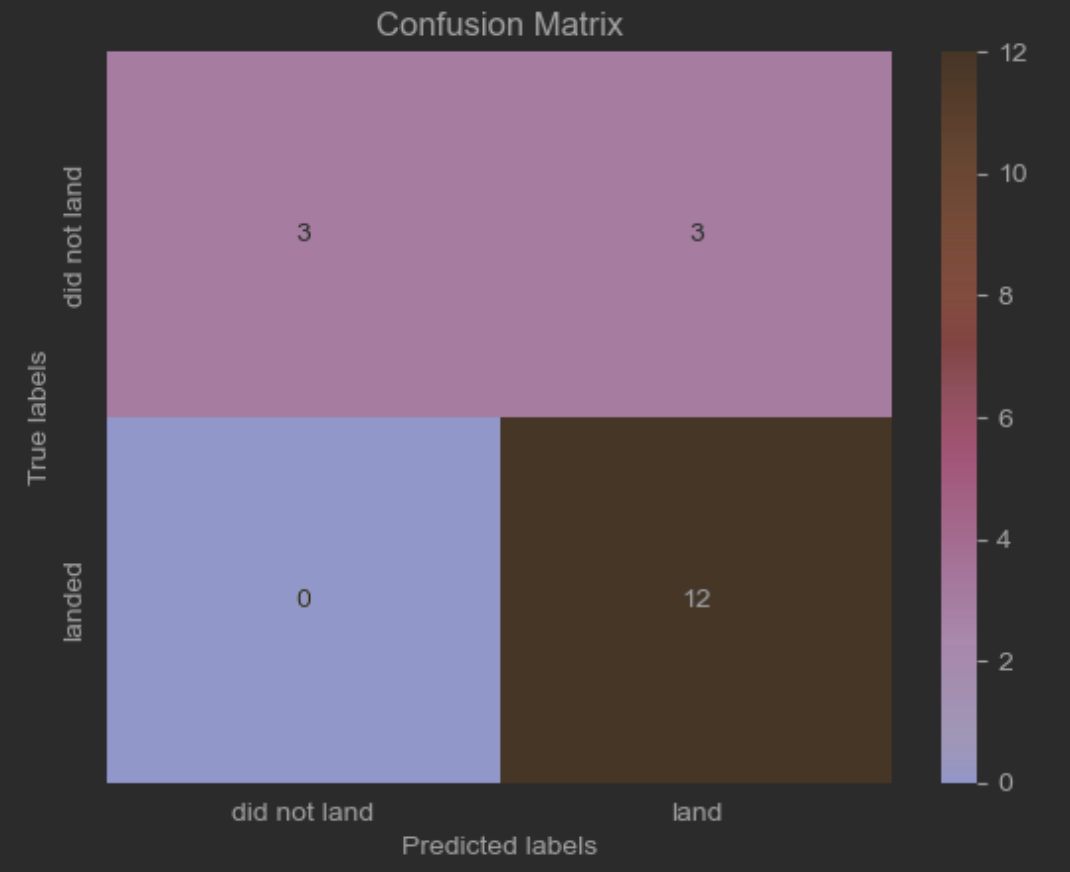 Confusion Matrix
True labels
did not land
landed
3 3
0 12
did not land land
Predicted labels
12
10
8
6
4
2
0